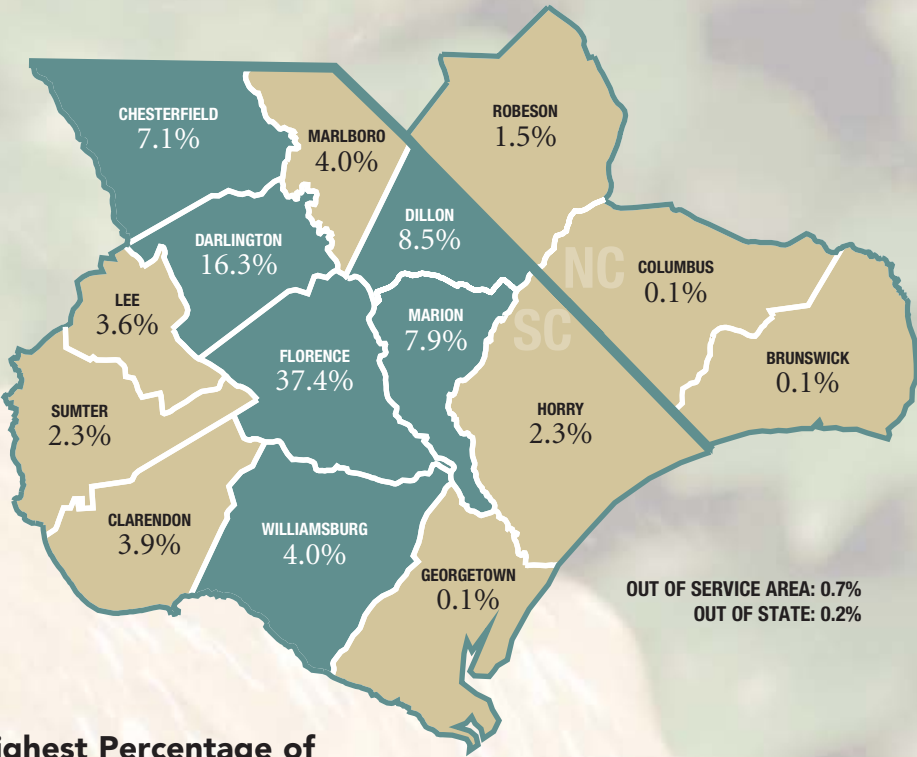 CHESTERFIELD
7.1%
MARLBORO
4.0%
ROBESON
1.5%
DILLON
8.5%
DARLINGTON
16.3%
NC
COLUMBUS
0.1%
LEE
3.6%
MARION
7.9%
SC
FLORENCE
37.4%
BRUNSWICK
0.1%
SUMTER
2.3%
HORRY
2.3%
CLARENDON
3.9%
WILLIAMSBURG
4.0%
GEORGETOWN
0.1%
OUT OF SERVICE AREA: 0.7%
OUT OF STATE: 0.2%
ighest Percentage of